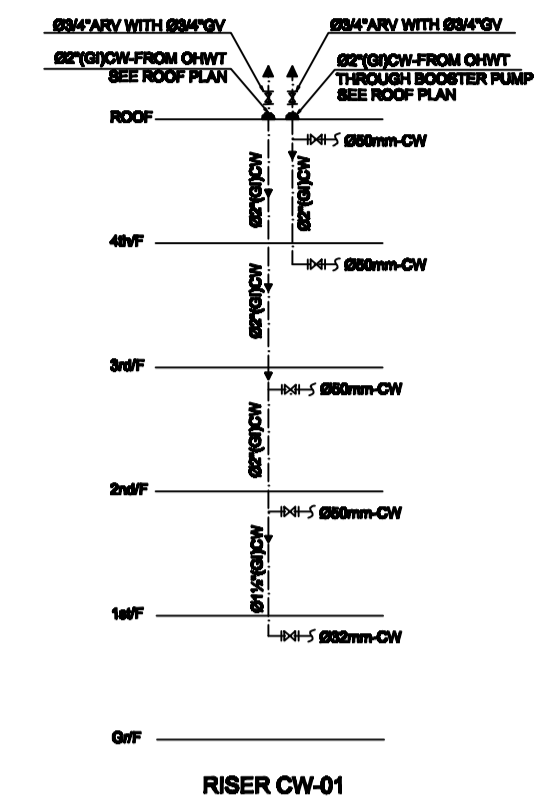 Ø3/4"ARV WITH Ø3/4"GV
Ø3/4"ARV WITH Ø3/4"GV
Ø2"(GI)CW-FROM OHWT
SEE ROOF PLAN
Ø2"(GI)CW-FROM OHWT
THROUGH BOOSTER PUMP
SEE ROOF PLAN
ROOF
Ø50mm-CW
Ø2"(GI)CW
Ø2"(GI)CW
4th/F
Ø50mm-CW
Ø2"(GI)CW
3rd/F
Ø50mm-CW
Ø2"(GI)CW
2nd/F
Ø50mm-CW
Ø1½"(GI)CW
1st/F
Ø32mm-CW
Gr/F
RISER CW-01